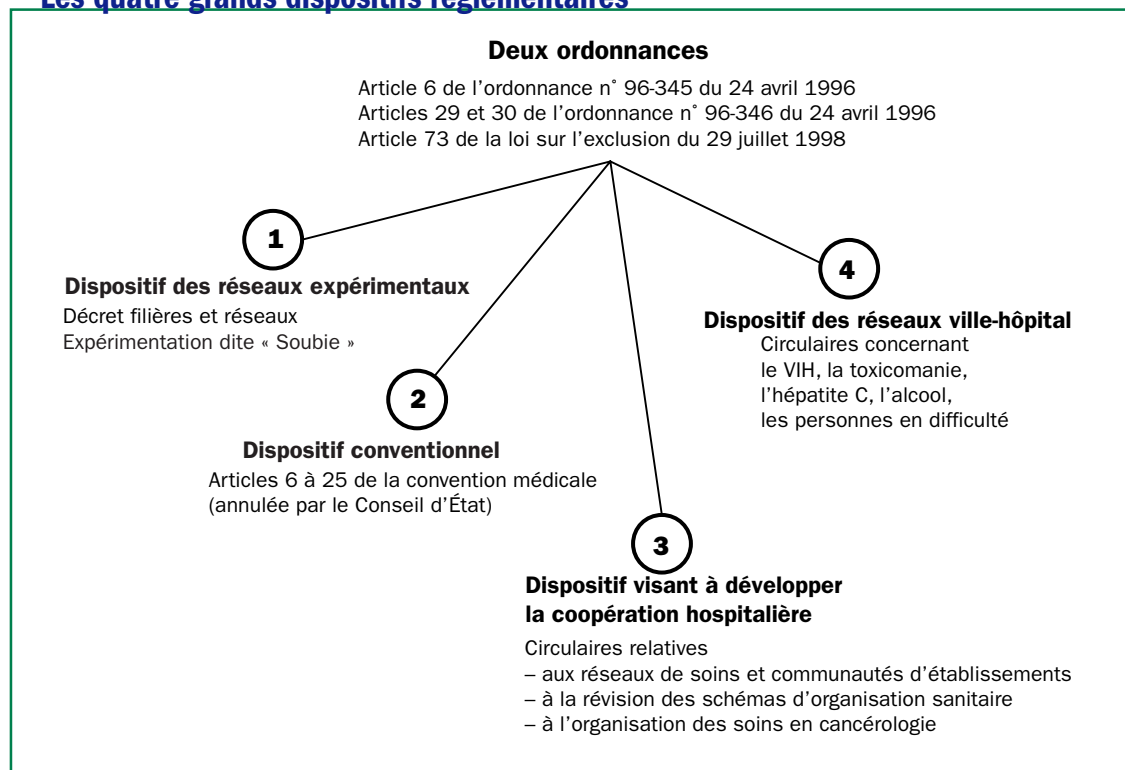 Les quatre grands dispositifs réglementaires
Deux ordonnances
Article 6 de l'ordonnance n° 96-345 du 24 avril 1996
Articles 29 et 30 de l'ordonnance n° 96-346 du 24 avril 1996
Article 73 de la loi sur l'exclusion du 29 juillet 1998
1
Dispositif des réseaux expérimentaux
Décret filières et réseaux
Expérimentation dite « Soubie »
2
Dispositif conventionnel
Articles 6 à 25 de la convention médicale
(annulée par le Conseil d'État)
3
Dispositif visant à développer
la coopération hospitalière
Circulaires relatives
– aux réseaux de soins et communautés d'établissements
– à la révision des schémas d'organisation sanitaire
– à l'organisation des soins en cancérologie
4
Dispositif des réseaux ville-hôpital
Circulaires concernant
le VIH, la toxicomanie,
l'hépatite C, l'alcool,
les personnes en difficulté